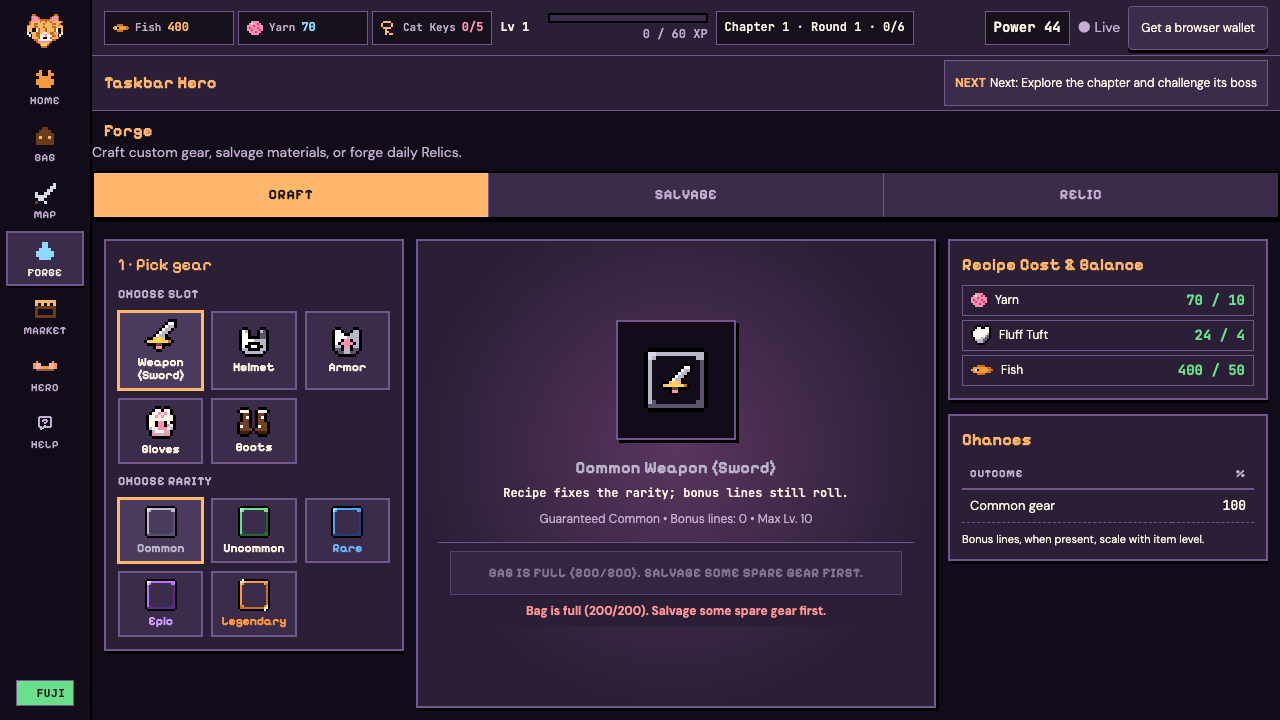 Fish 400
Yarn 70
Cat Keys 0/5
Lv 1
0 / 60 XP
Chapter 1 · Round 1 · 0/6
Power 44
Live
Get a browser wallet
HOME
BAG
MAP
FORGE
MARKET
HERO
HELP
FUJI
Taskbar Hero
NEXT Next: Explore the chapter and challenge its boss
Forge
Craft custom gear, salvage materials, or forge daily Relics.
CRAFT
SALVAGE
RELIC
1 · Pick gear
CHOOSE SLOT
Weapon
(Sword)
Helmet
Armor
Gloves
Boots
CHOOSE RARITY
Common
Uncommon
Rare
Epic
Legendary
Common Weapon (Sword)
Recipe fixes the rarity; bonus lines still roll.
Guaranteed Common • Bonus lines: 0 • Max Lv. 10
BAG IS FULL (200/200). SALVAGE SOME SPARE GEAR FIRST.
Bag is full (200/200). Salvage some spare gear first.
Recipe Cost & Balance
Yarn 70 / 10
Fluff Tuft 24 / 4
Fish 400 / 50
Chances
OUTCOME %
Common gear 100
Bonus lines, when present, scale with item level.